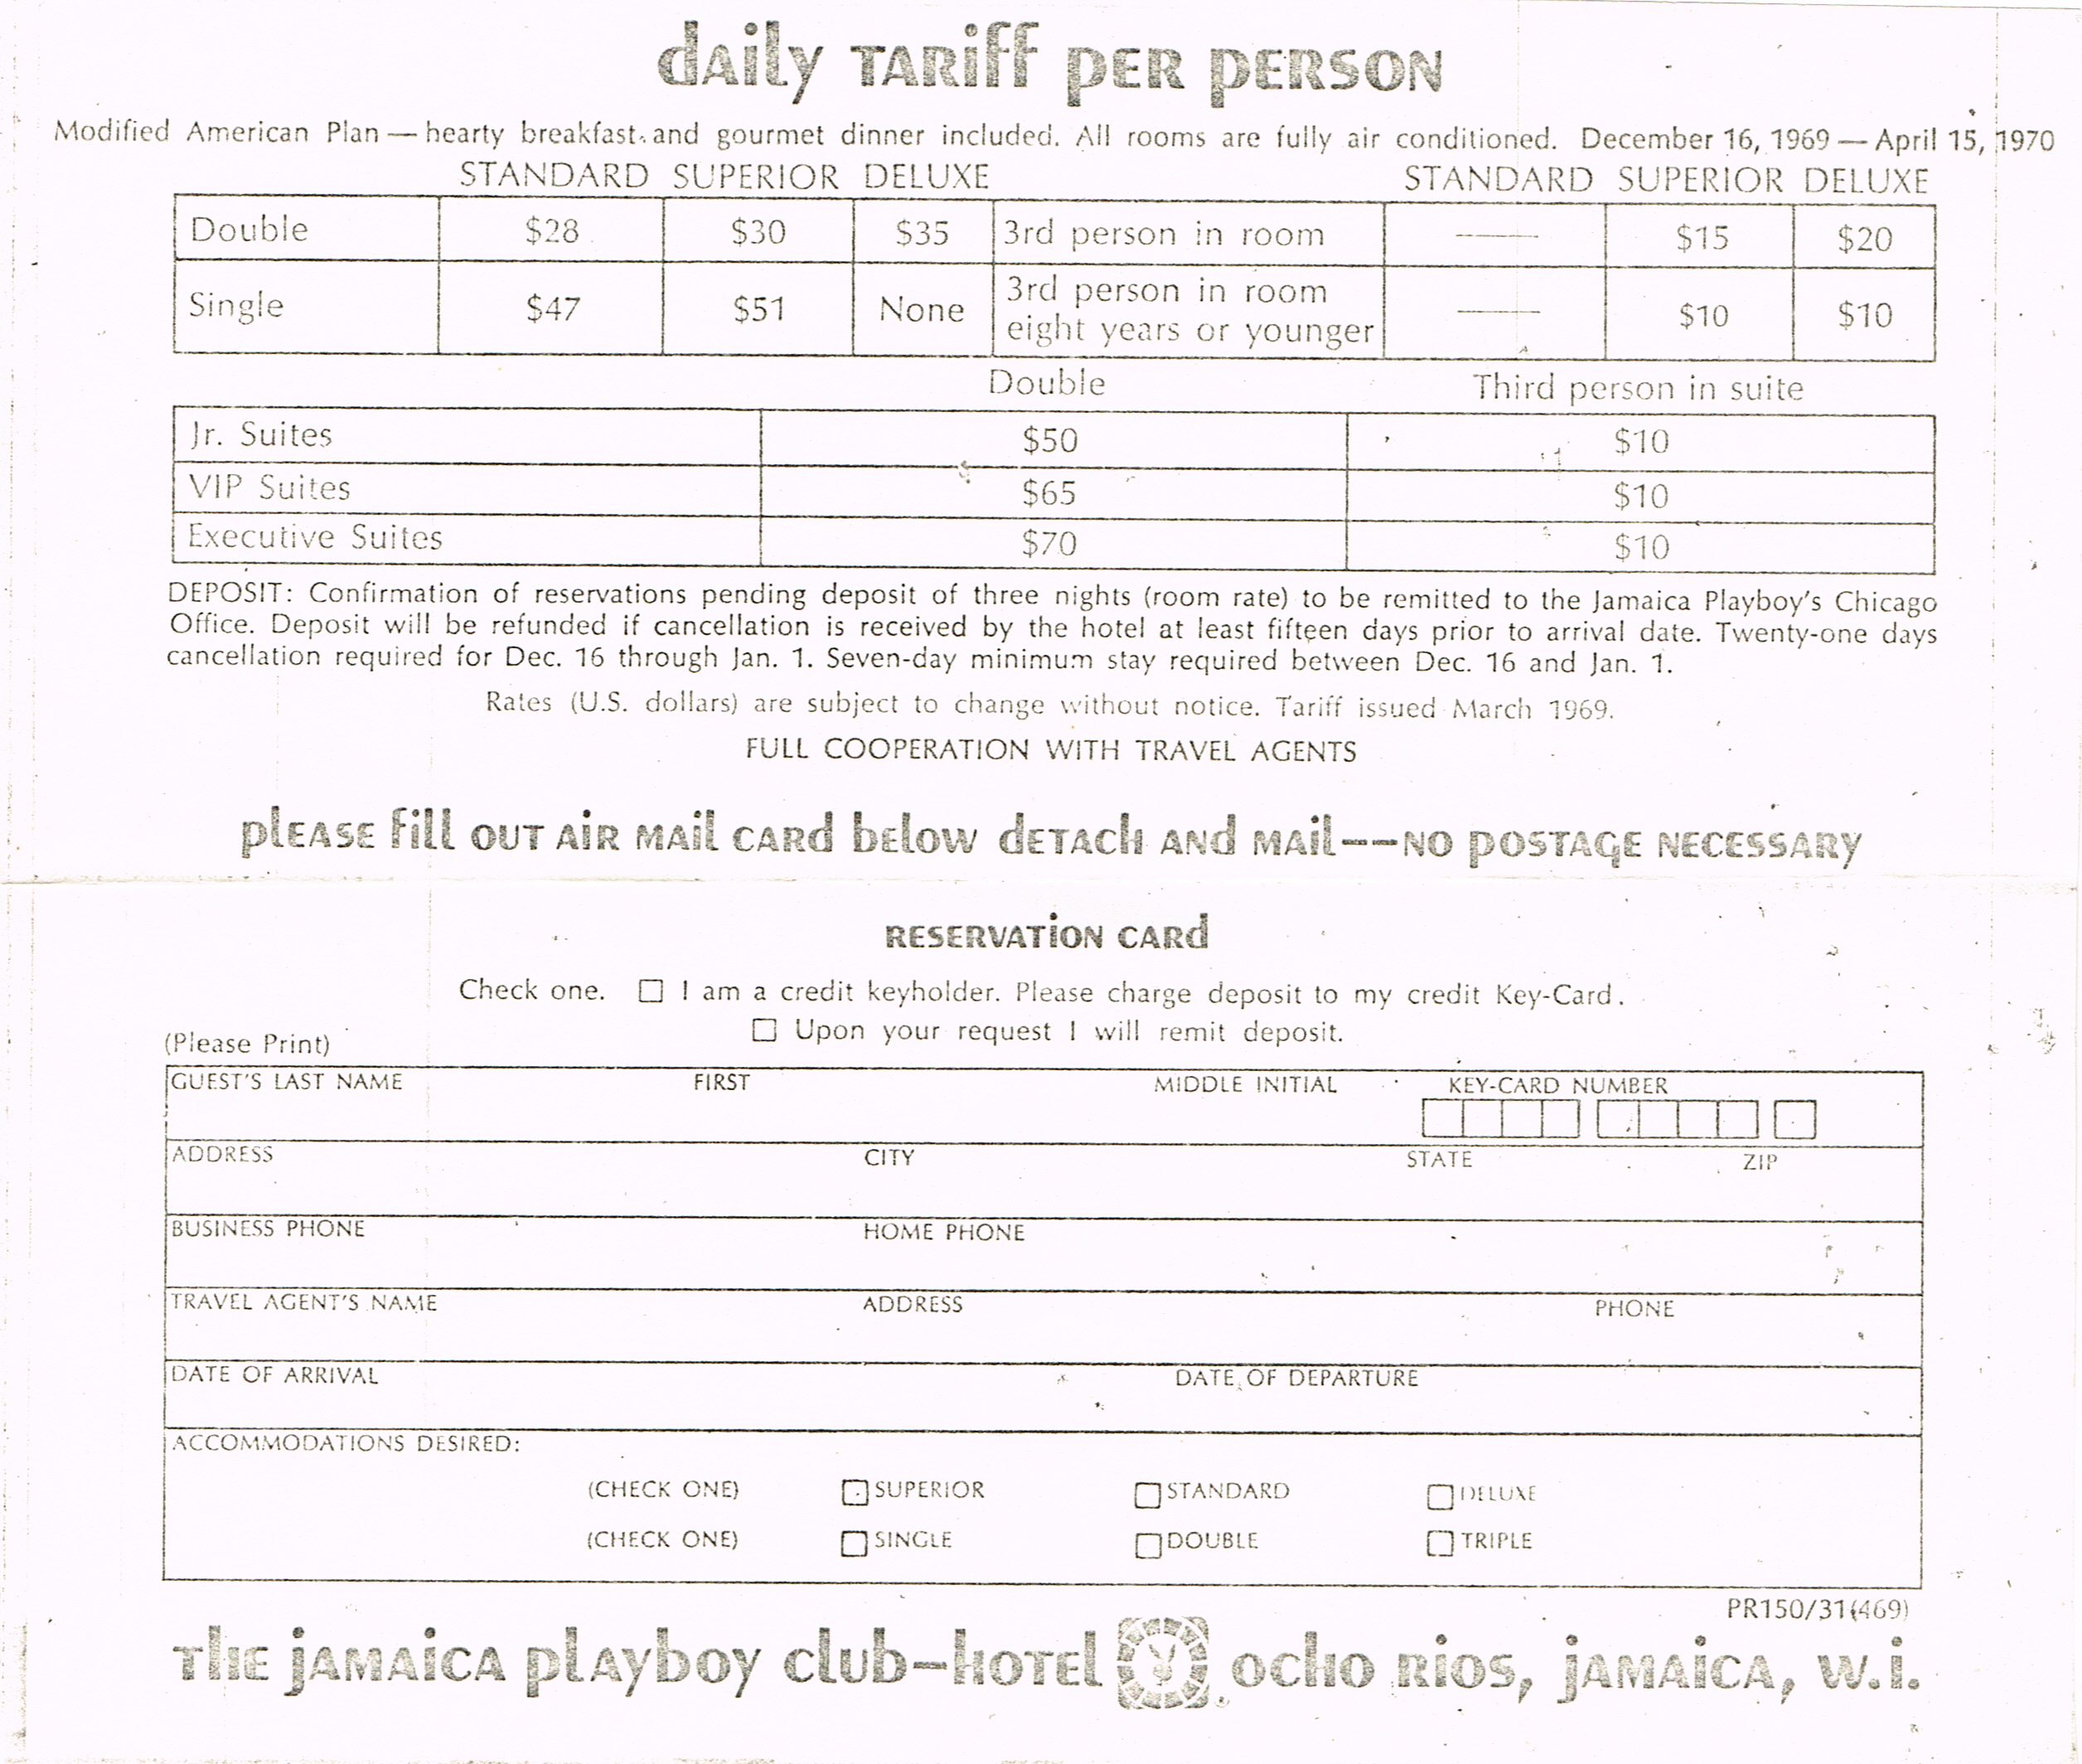 dAily TARiff PER PERSON
Modified American Plan — hearty breakfast and gourmet dinner included. All rooms are fully air conditioned. December 16, 1969 — April 15, 1970
STANDARD SUPERIOR DELUXE STANDARD SUPERIOR DELUXE
Double $28 $30 $35 3rd person in room —— $15 $20
Single $47 $51 None 3rd person in room eight years or younger —— $10 $10
Double Third person in suite
Jr. Suites $50 $10
VIP Suites $65 $10
Executive Suites $70 $10
DEPOSIT: Confirmation of reservations pending deposit of three nights (room rate) to be remitted to the Jamaica Playboy's Chicago
Office. Deposit will be refunded if cancellation is received by the hotel at least fifteen days prior to arrival date. Twenty-one days
cancellation required for Dec. 16 through Jan. 1. Seven-day minimum stay required between Dec. 16 and Jan. 1.
Rates (U.S. dollars) are subject to change without notice. Tariff issued March 1969.
FULL COOPERATION WITH TRAVEL AGENTS
plEASE fill OUT AiR MAil CARd bElow dETACh ANd MAil--NO POSTAGE NECESSARY
RESERVATiON CARd
Check one. □ I am a credit keyholder. Please charge deposit to my credit Key-Card.
□ Upon your request I will remit deposit.
(Please Print)
GUEST'S LAST NAME FIRST MIDDLE INITIAL KEY-CARD NUMBER
ADDRESS CITY STATE ZIP
BUSINESS PHONE HOME PHONE
TRAVEL AGENT'S NAME ADDRESS PHONE
DATE OF ARRIVAL DATE OF DEPARTURE
ACCOMMODATIONS DESIRED:
(CHECK ONE) □ SUPERIOR □ STANDARD □ DELUXE
(CHECK ONE) □ SINGLE □ DOUBLE □ TRIPLE
PR150/31(469)
ThE jAMAiCA plAyboy club-hOTEl OChO RiOS, jAMAiCA, W.i.